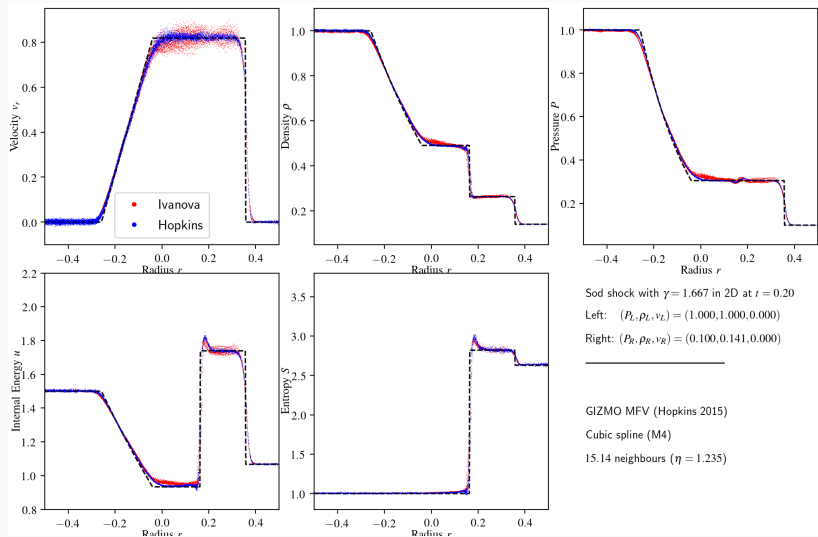 Velocity v_r
0.8
0.6
0.4
0.2
0.0
Ivanova
Hopkins
−0.4 −0.2 0.0 0.2 0.4
Radius r
Density ρ
1.0
0.8
0.6
0.4
0.2
−0.4 −0.2 0.0 0.2 0.4
Radius r
Pressure P
1.0
0.8
0.6
0.4
0.2
−0.4 −0.2 0.0 0.2 0.4
Radius r
Internal Energy u
2.2
2.0
1.8
1.6
1.4
1.2
1.0
0.8
−0.4 −0.2 0.0 0.2 0.4
Radius r
Entropy S
3.5
3.0
2.5
2.0
1.5
1.0
−0.4 −0.2 0.0 0.2 0.4
Radius r
Sod shock with γ = 1.667 in 2D at t = 0.20
Left: (P_L, ρ_L, v_L) = (1.000, 1.000, 0.000)
Right: (P_R, ρ_R, v_R) = (0.100, 0.141, 0.000)
GIZMO MFV (Hopkins 2015)
Cubic spline (M4)
15.14 neighbours (η = 1.235)